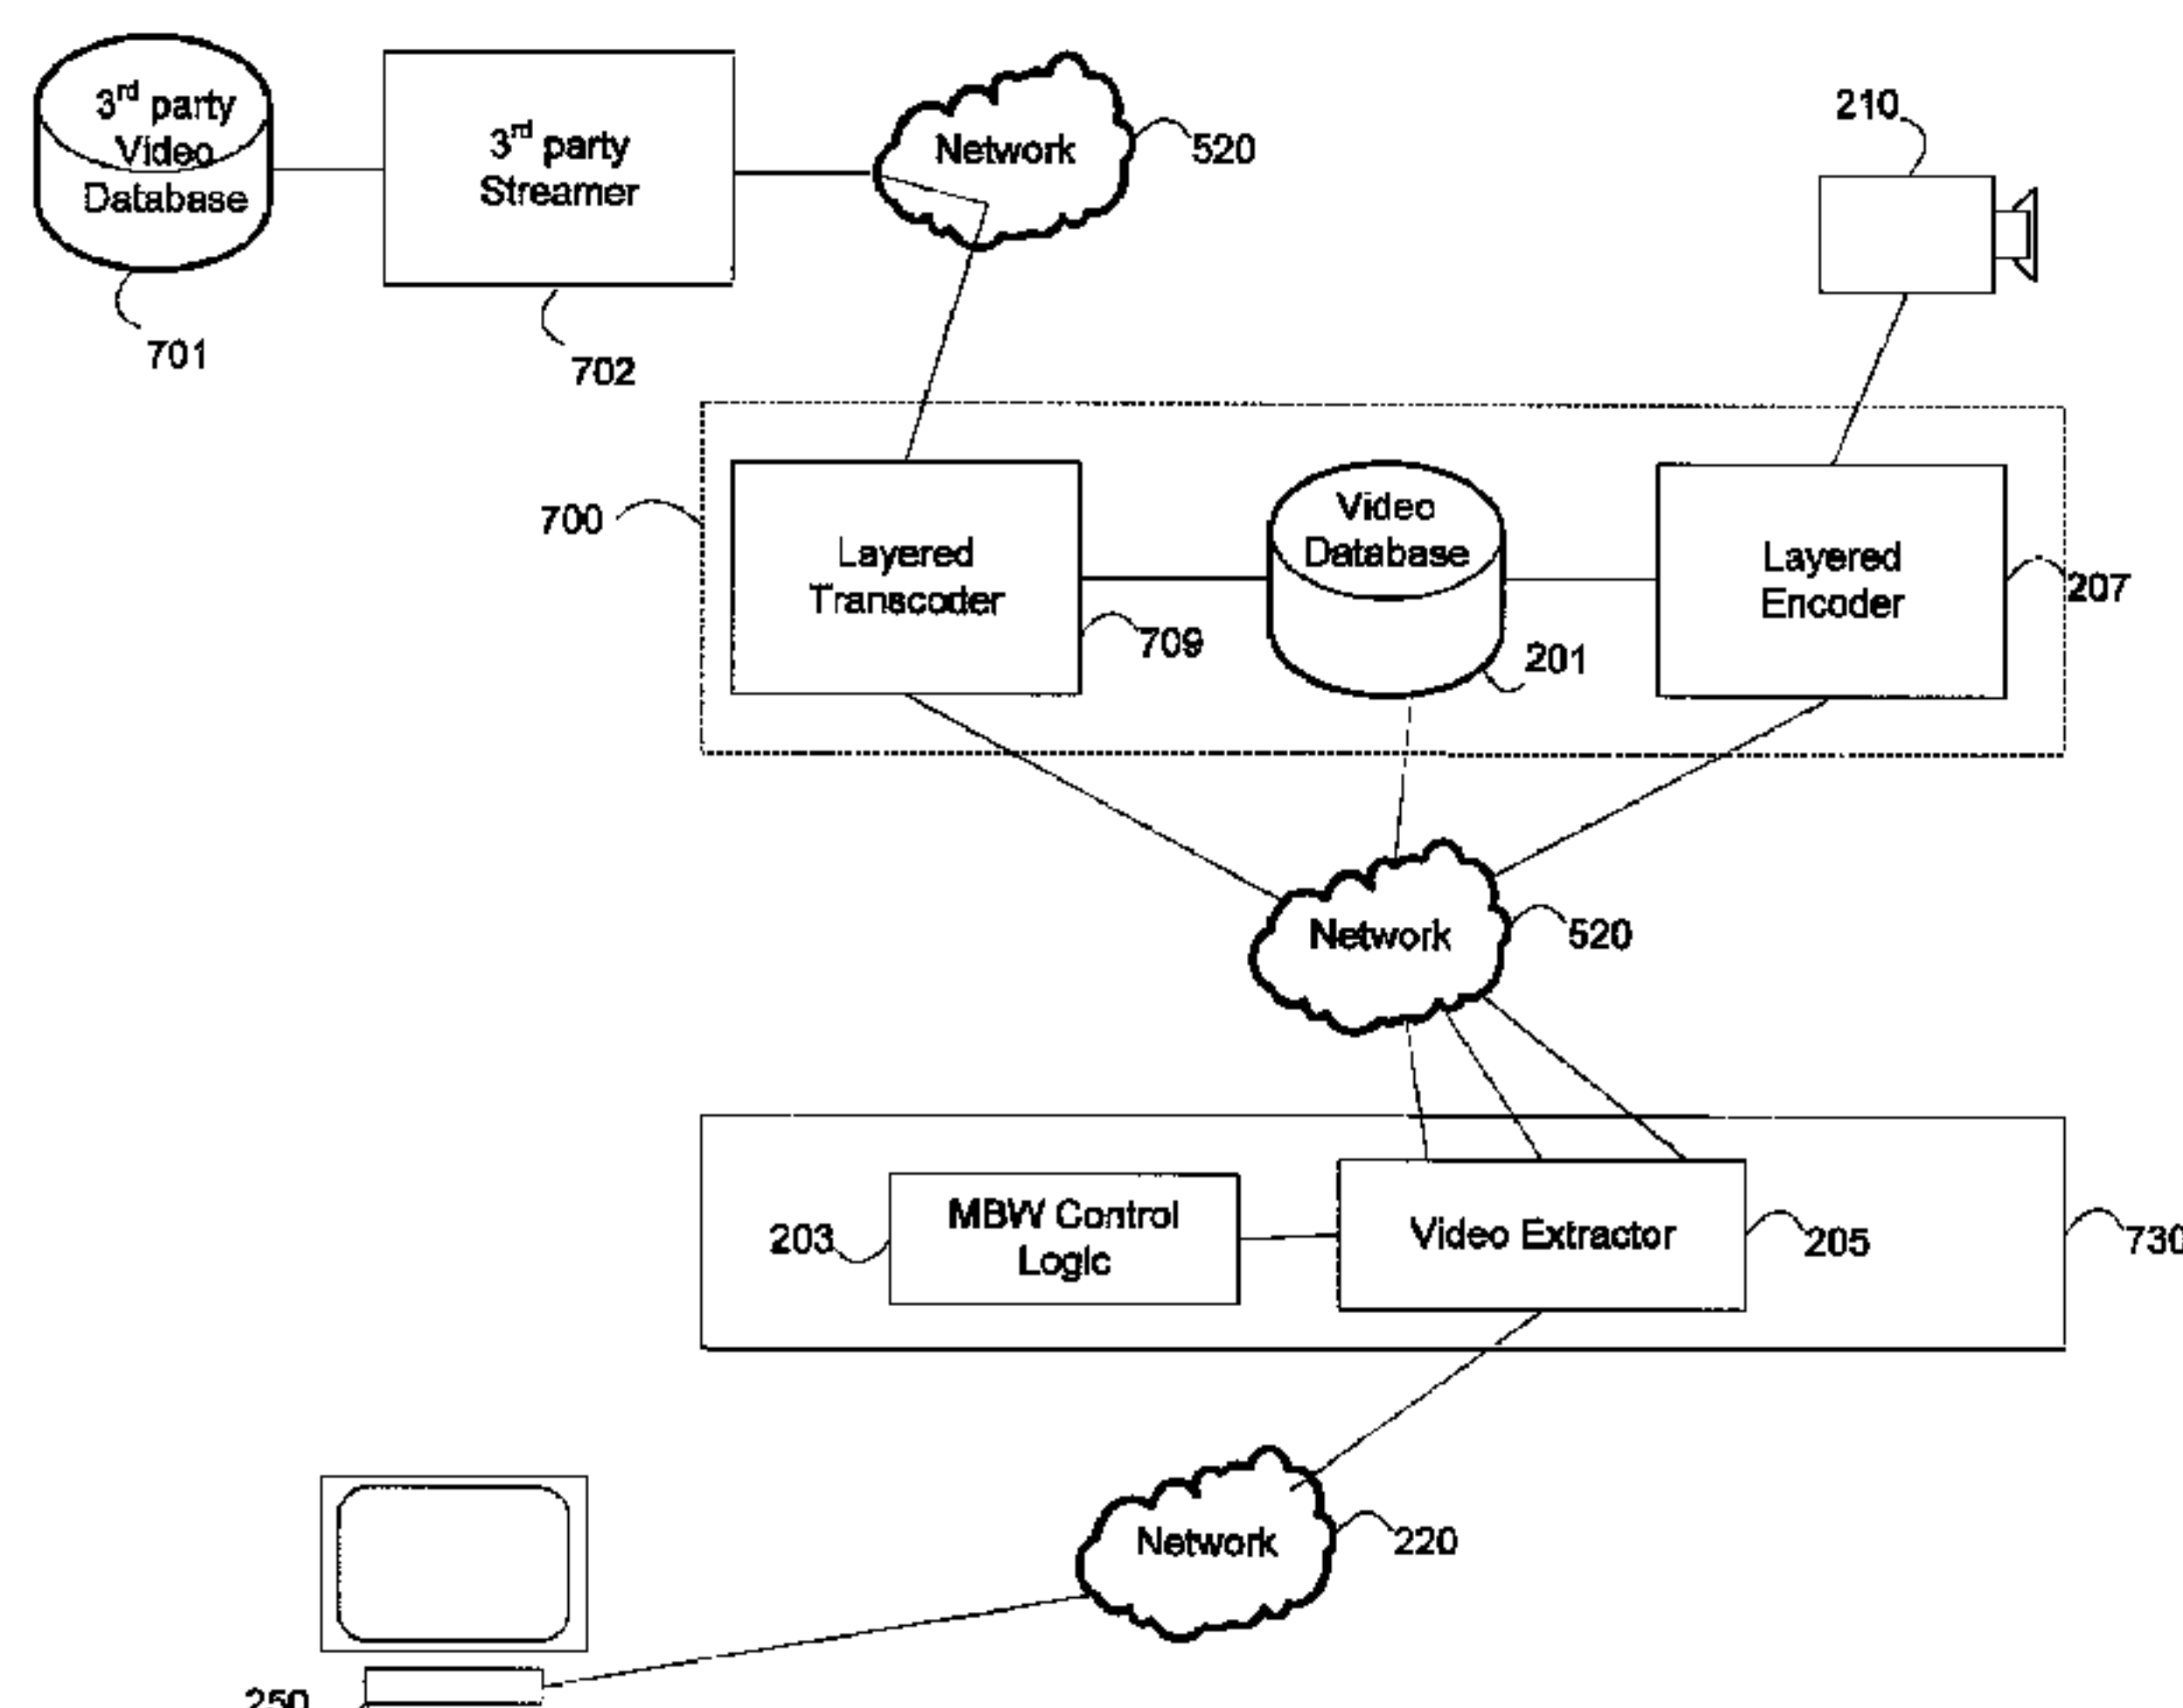 3rd party
Video
Database
701
3rd party
Streamer
702
Network
520
210
700
Layered
Transcoder
709
Video
Database
201
Layered
Encoder
207
Network
520
203
MBW Control
Logic
Video Extractor
205
730
Network
220
250